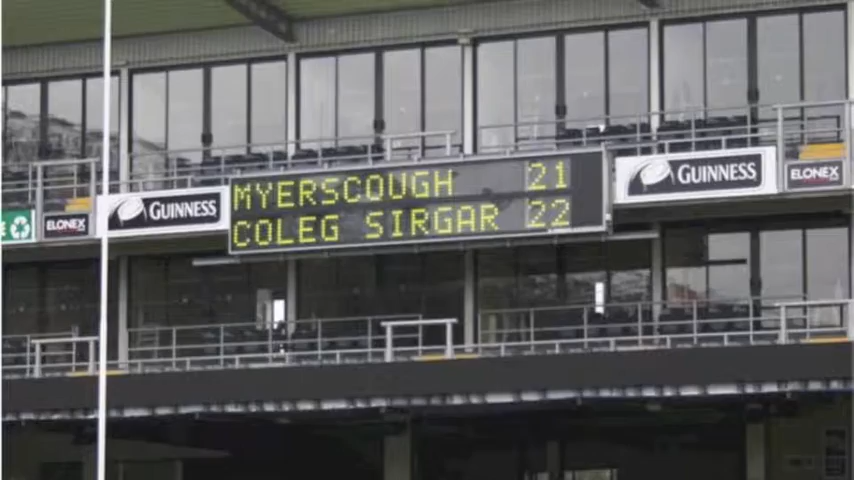 MYERSCOUGH 21
COLEG SIRGAR 22
GUINNESS
GUINNESS
ELONEX
ELONEX